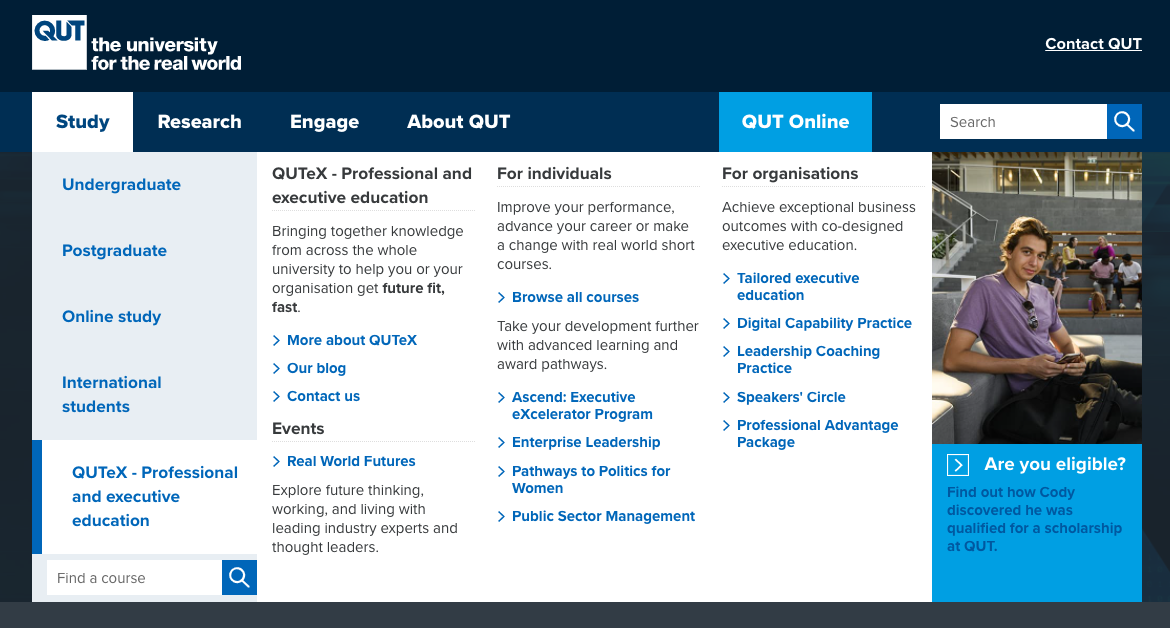 QUT
the university
for the real world
Contact QUT
Study
Research
Engage
About QUT
QUT Online
Search
Undergraduate
Postgraduate
Online study
International
students
QUTeX - Professional
and executive
education
Find a course
QUTeX - Professional and
executive education
Bringing together knowledge
from across the whole
university to help you or your
organisation get future fit,
fast.
More about QUTeX
Our blog
Contact us
Events
Real World Futures
Explore future thinking,
working, and living with
leading industry experts and
thought leaders.
For individuals
Improve your performance,
advance your career or make
a change with real world short
courses.
Browse all courses
Take your development further
with advanced learning and
award pathways.
Ascend: Executive
eXcelerator Program
Enterprise Leadership
Pathways to Politics for
Women
Public Sector Management
For organisations
Achieve exceptional business
outcomes with co-designed
executive education.
Tailored executive
education
Digital Capability Practice
Leadership Coaching
Practice
Speakers' Circle
Professional Advantage
Package
Are you eligible?
Find out how Cody
discovered he was
qualified for a scholarship
at QUT.